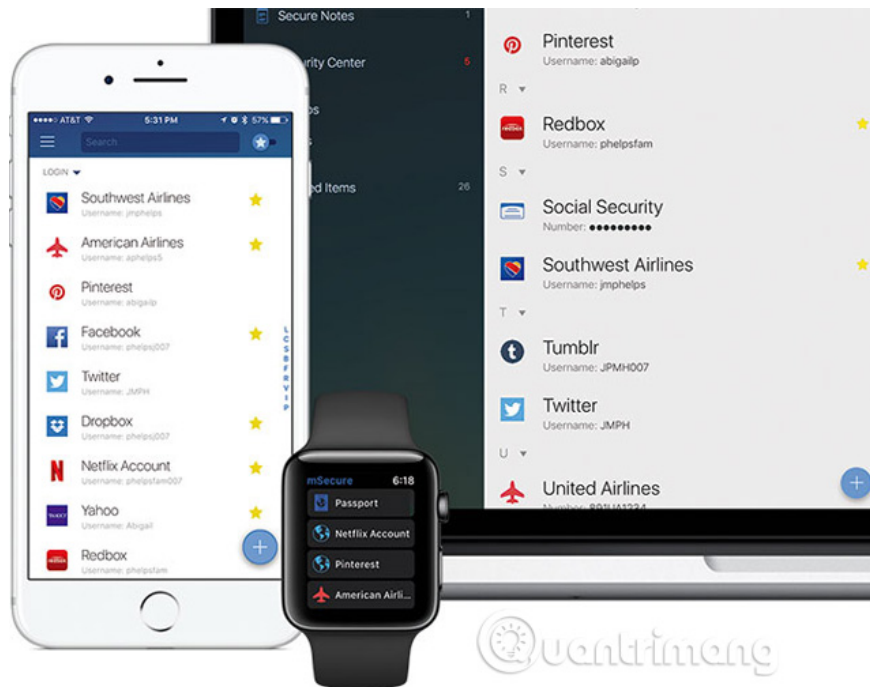 AT&T
5:31 PM
57%
Search
LOGIN
Southwest Airlines
Username: jmphelps
American Airlines
Username: aphelps5
Pinterest
Username: abigailp
Facebook
Username: phelpsj007
Twitter
Username: JMPH
Dropbox
Username: phelpsj007
Netflix Account
Username: phelpsfam007
Yahoo
Username: Abigail
Redbox
Username: phelpsfam
L
C
S
B
F
R
V
I
P
mSecure
6:18
Passport
Netflix Account
Pinterest
American Airli...
Secure Notes
1
urity Center
5
ed Items
26
Pinterest
Username: abigailp
R
Redbox
Username: phelpsfam
S
Social Security
Number: ●●●●●●●●●
Southwest Airlines
Username: jmphelps
T
Tumblr
Username: JPMH007
Twitter
Username: JMPH
U
United Airlines
Number: 891UA1234
Quantrimang